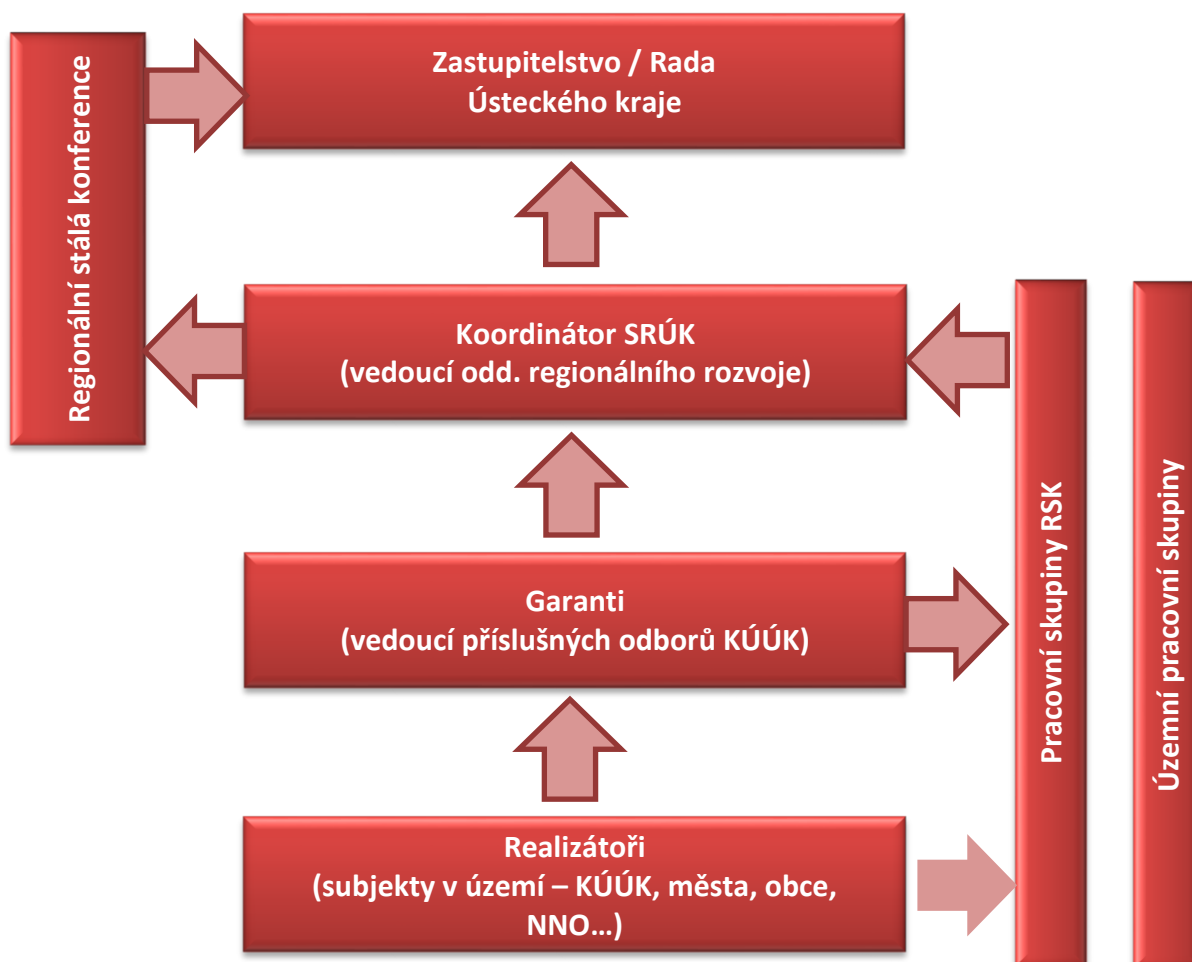 Regionální stálá konference
Zastupitelstvo / Rada
Ústeckého kraje
Koordinátor SRÚK
(vedoucí odd. regionálního rozvoje)
Garanti
(vedoucí příslušných odborů KÚÚK)
Realizátoři
(subjekty v území – KÚÚK, města, obce,
NNO…)
Pracovní skupiny RSK
Územní pracovní skupiny